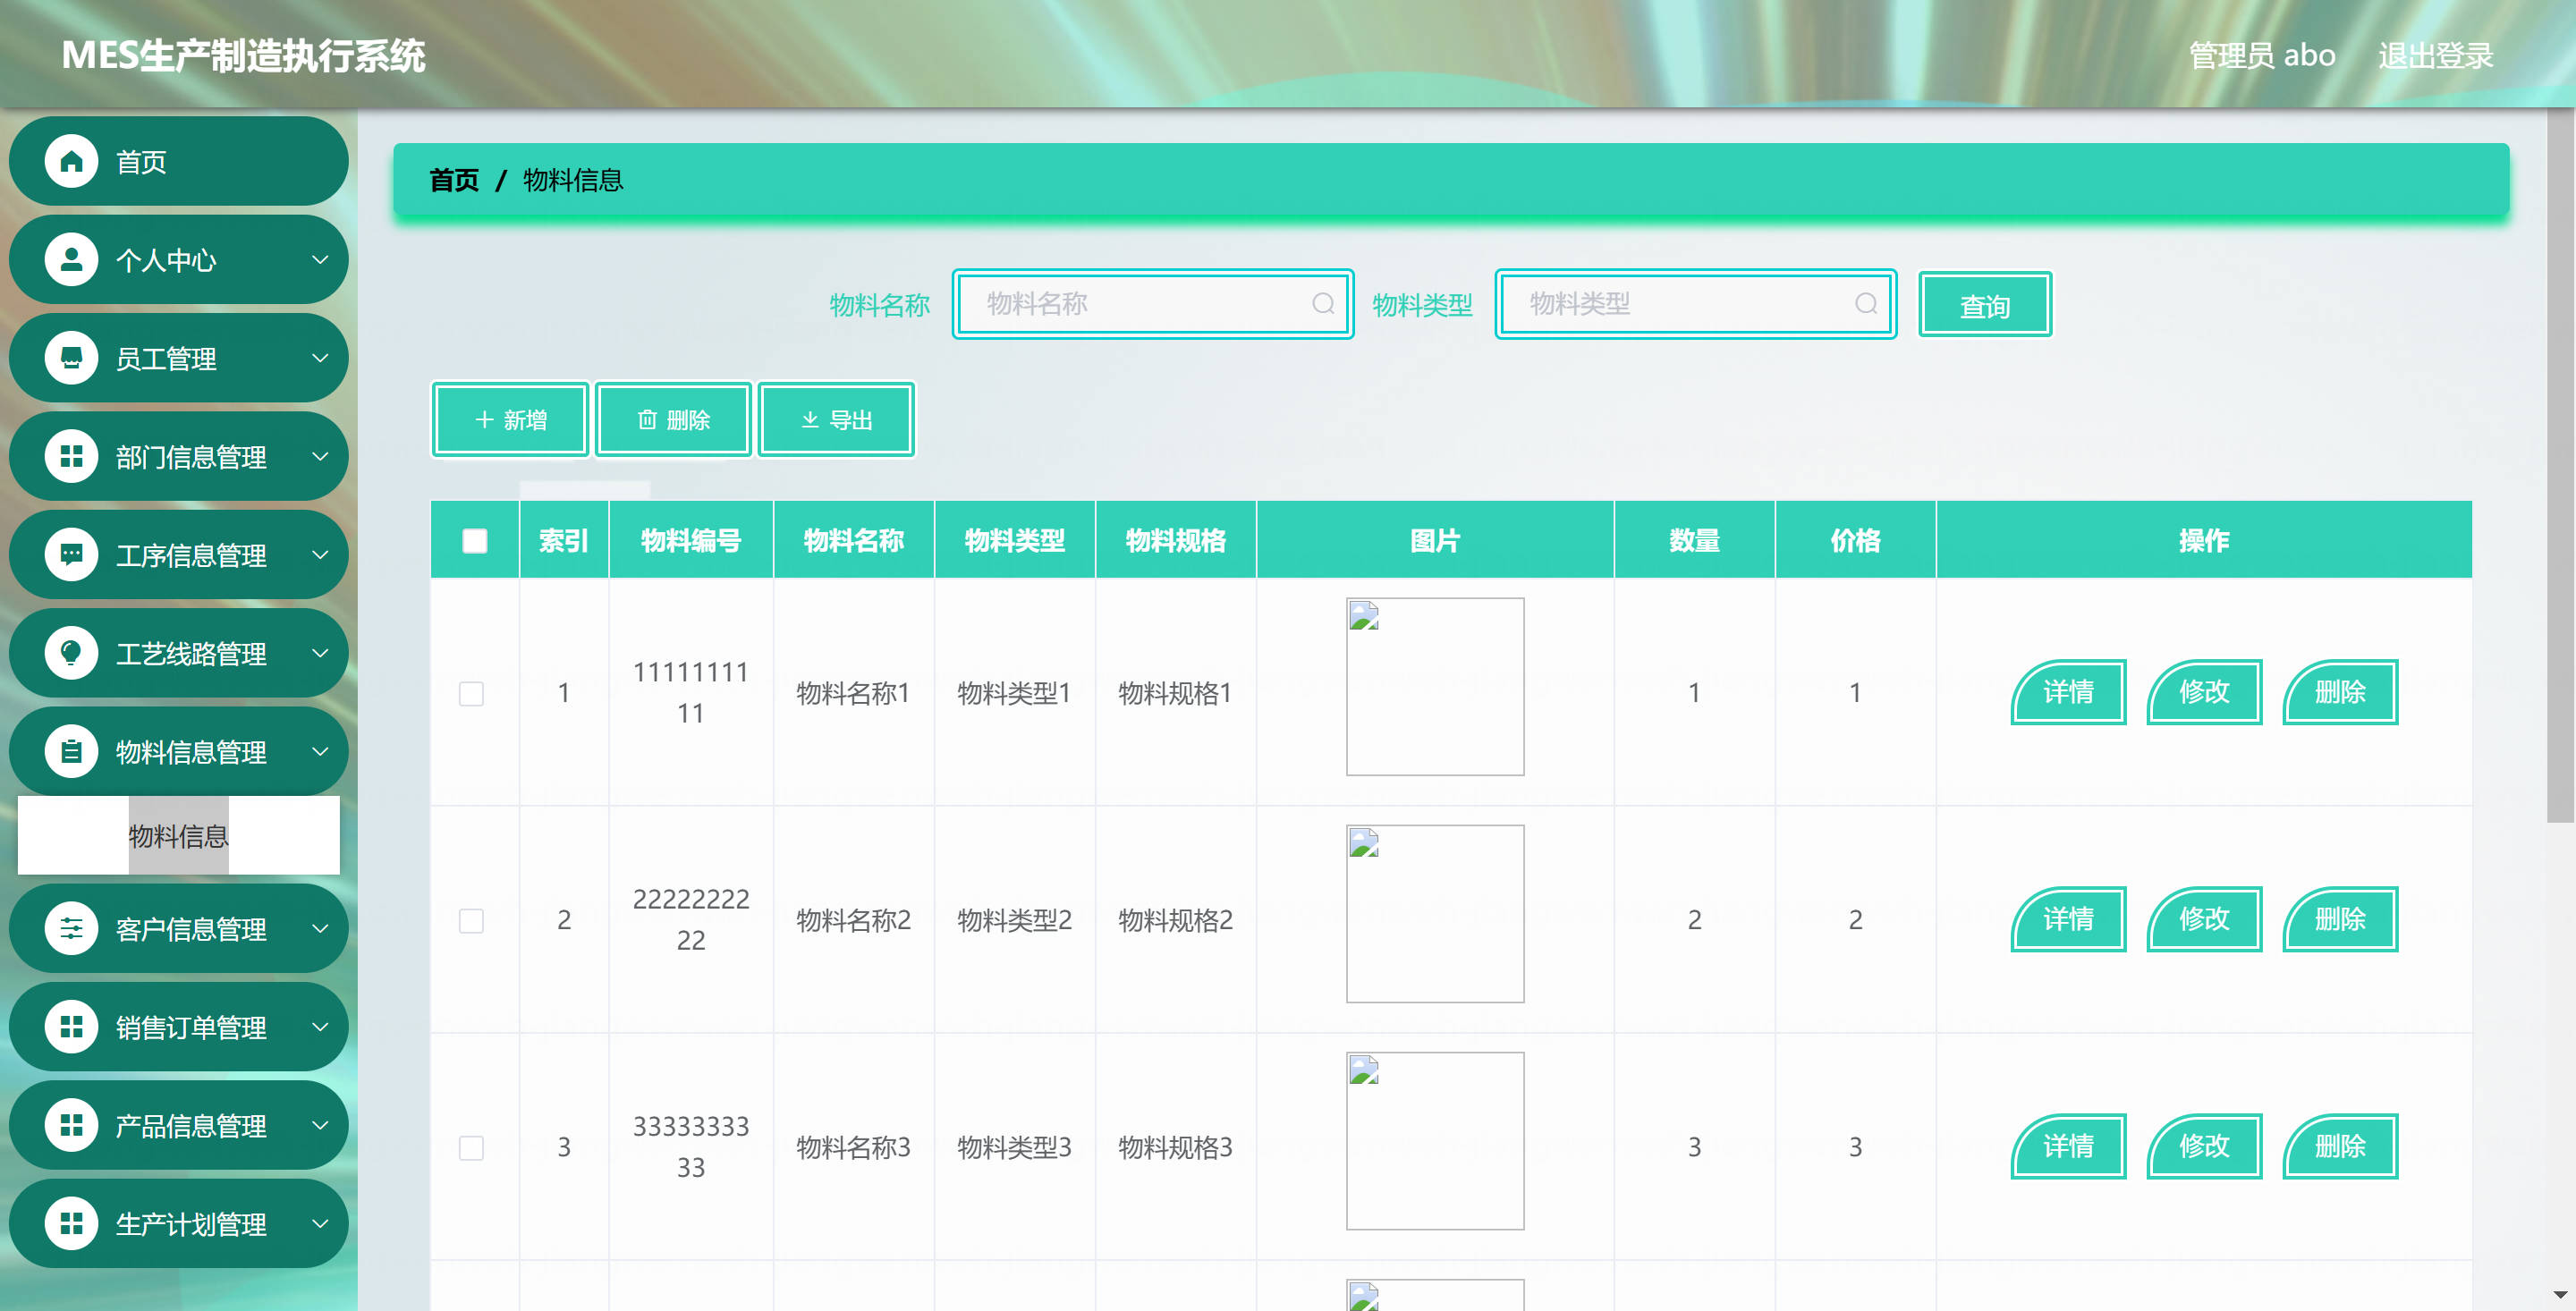 MES生产制造执行系统
管理员 abo 退出登录
首页
个人中心
员工管理
部门信息管理
工序信息管理
工艺线路管理
物料信息管理
物料信息
客户信息管理
销售订单管理
产品信息管理
生产计划管理
首页 / 物料信息
物料名称 物料名称 物料类型 物料类型 查询
新增 删除 导出
索引 物料编号 物料名称 物料类型 物料规格 图片 数量 价格 操作
1 11111111
11 物料名称1 物料类型1 物料规格1 1 1 详情 修改 删除
2 22222222
22 物料名称2 物料类型2 物料规格2 2 2 详情 修改 删除
3 33333333
33 物料名称3 物料类型3 物料规格3 3 3 详情 修改 删除